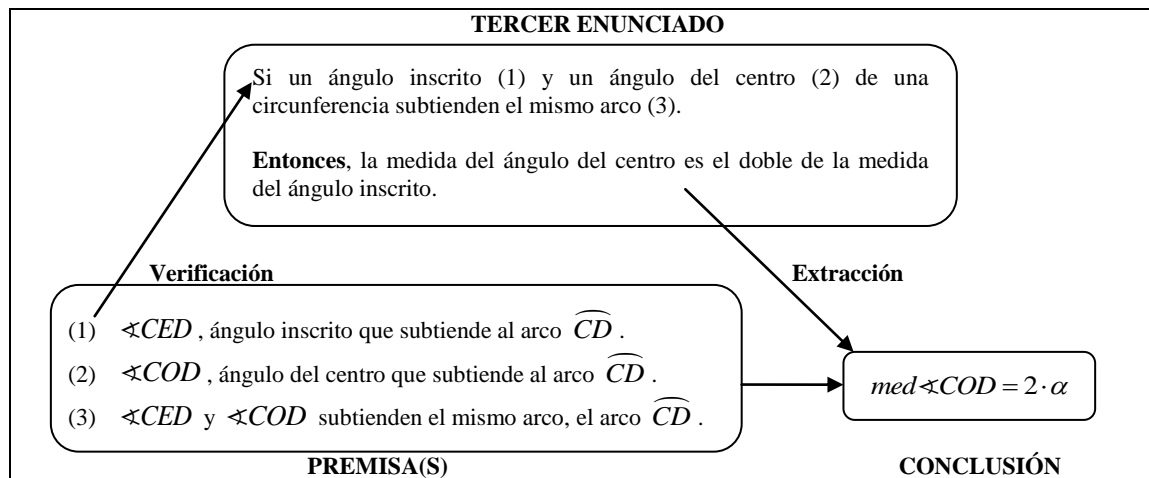 TERCER ENUNCIADO
Si un ángulo inscrito (1) y un ángulo del centro (2) de una
circunferencia subtienden el mismo arco (3).
Entonces, la medida del ángulo del centro es el doble de la medida
del ángulo inscrito.
Verificación
Extracción
(1) ∢CED , ángulo inscrito que subtiende al arco \widehat{CD} .
(2) ∢COD , ángulo del centro que subtiende al arco \widehat{CD} .
(3) ∢CED y ∢COD subtienden el mismo arco, el arco \widehat{CD} .
med∢COD = 2·α
PREMISA(S)
CONCLUSIÓN